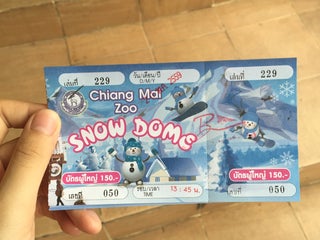 เล่มที่ 229
วัน/เดือน/ปี
D/M/Y
2559
เล่มที่ 229
Chiang Mai
Zoo
SNOW DOME
บัตรผู้ใหญ่ 150.-
บัตรผู้ใหญ่ 150.-
เลขที่ 050
รอบ/เวลา
TIME
13:45 น.
เลขที่ 050